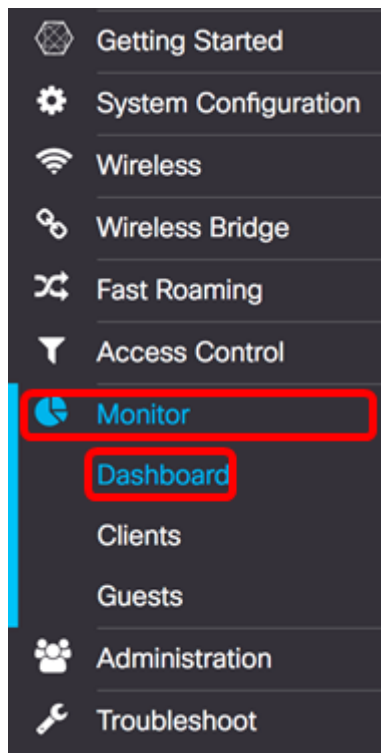 Getting Started
System Configuration
Wireless
Wireless Bridge
Fast Roaming
Access Control
Monitor
Dashboard
Clients
Guests
Administration
Troubleshoot